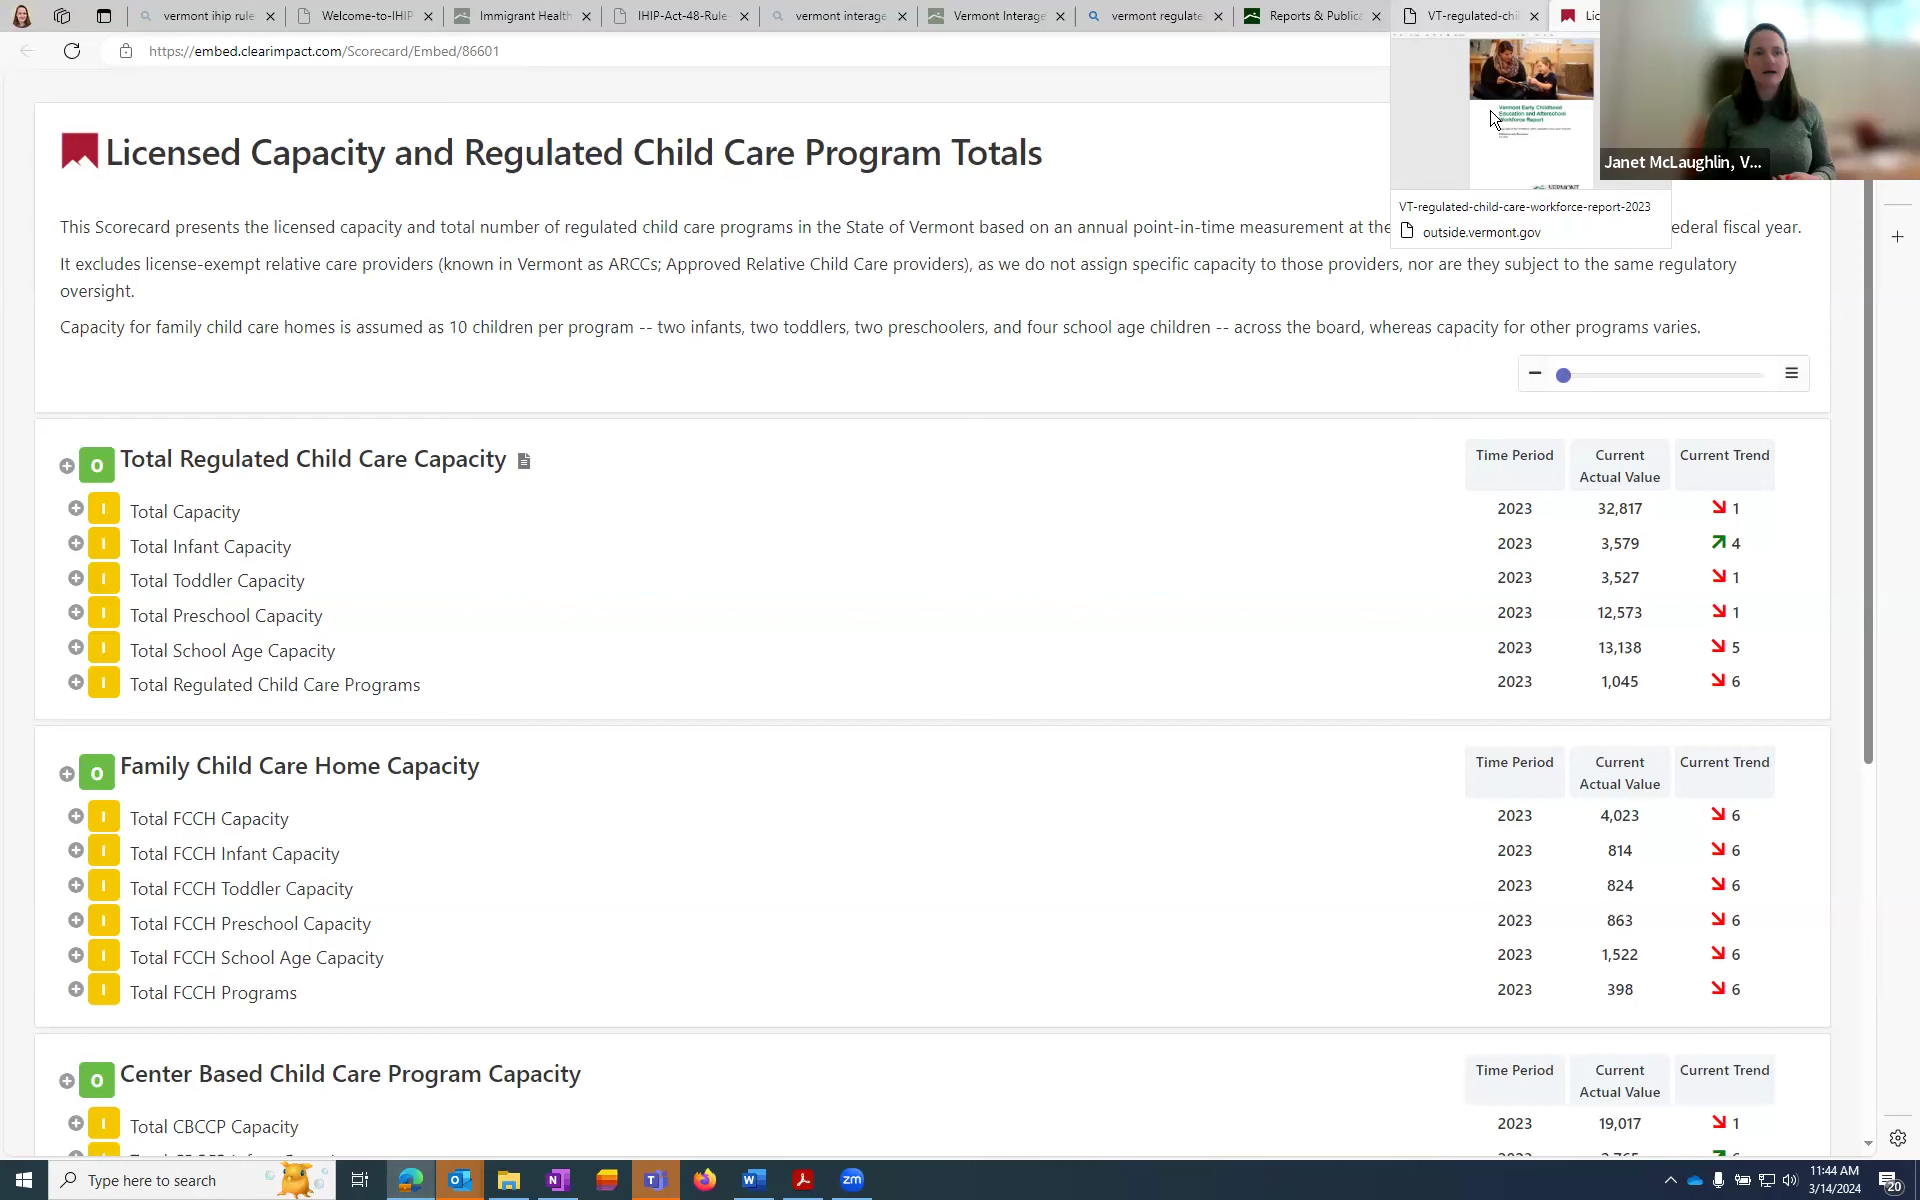 vermont ihip rule
Welcome-to-IHIP
Immigrant Health
IHIP-Act-48-Rule
vermont interage
Vermont Interage
vermont regulate
Reports & Publica
VT-regulated-chil
Lic
https://embed.clearimpact.com/Scorecard/Embed/86601
Vermont Early Childhood
Education and Afterschool
Workforce Report
VERMONT
Janet McLaughlin, V...
VT-regulated-child-care-workforce-report-2023
outside.vermont.gov
Licensed Capacity and Regulated Child Care Program Totals
This Scorecard presents the licensed capacity and total number of regulated child care programs in the State of Vermont based on an annual point-in-time measurement at the ederal fiscal year.
It excludes license-exempt relative care providers (known in Vermont as ARCCs; Approved Relative Child Care providers), as we do not assign specific capacity to those providers, nor are they subject to the same regulatory
oversight.
Capacity for family child care homes is assumed as 10 children per program -- two infants, two toddlers, two preschoolers, and four school age children -- across the board, whereas capacity for other programs varies.
O Total Regulated Child Care Capacity Time Period Current Actual Value Current Trend
I Total Capacity 2023 32,817 1
I Total Infant Capacity 2023 3,579 4
I Total Toddler Capacity 2023 3,527 1
I Total Preschool Capacity 2023 12,573 1
I Total School Age Capacity 2023 13,138 5
I Total Regulated Child Care Programs 2023 1,045 6
O Family Child Care Home Capacity Time Period Current Actual Value Current Trend
I Total FCCH Capacity 2023 4,023 6
I Total FCCH Infant Capacity 2023 814 6
I Total FCCH Toddler Capacity 2023 824 6
I Total FCCH Preschool Capacity 2023 863 6
I Total FCCH School Age Capacity 2023 1,522 6
I Total FCCH Programs 2023 398 6
O Center Based Child Care Program Capacity Time Period Current Actual Value Current Trend
I Total CBCCP Capacity 2023 19,017 1
Type here to search
11:44 AM
3/14/2024
20